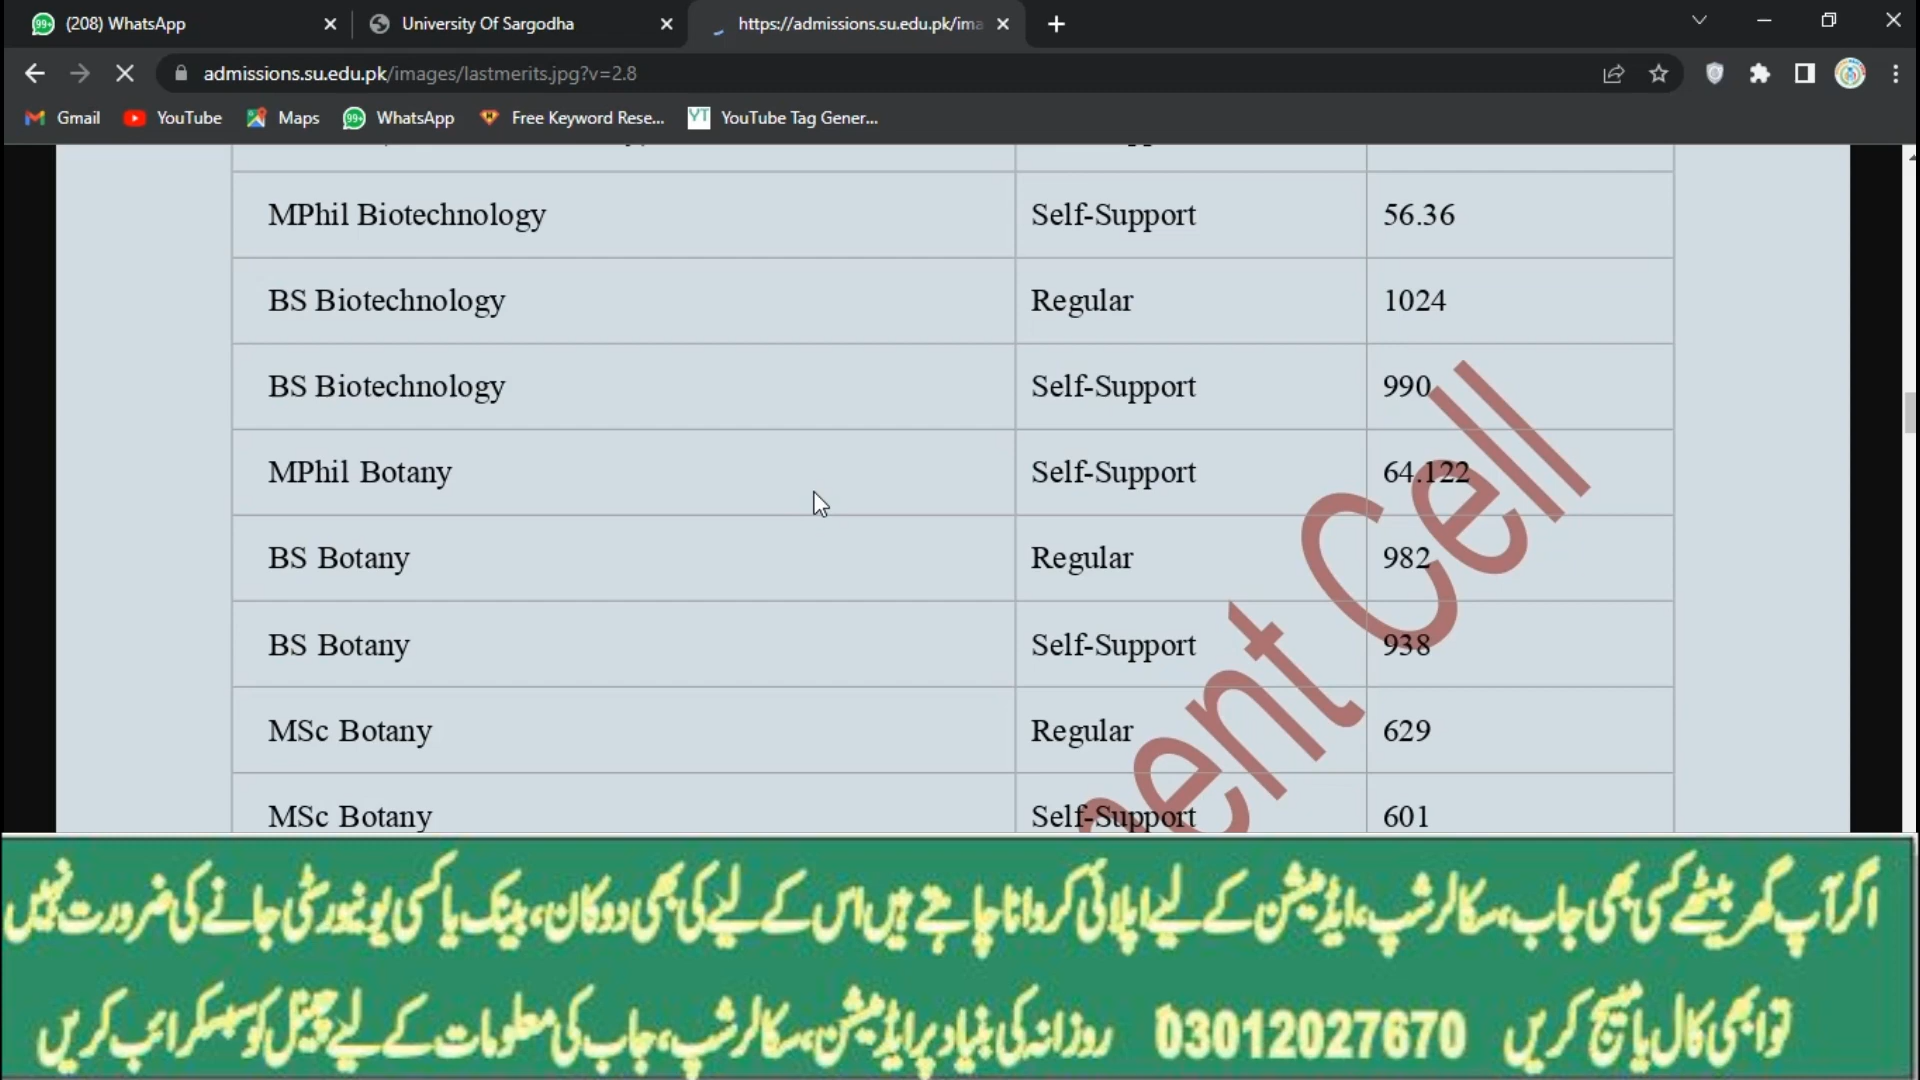 (208) WhatsApp
University Of Sargodha
https://admissions.su.edu.pk/ima
admissions.su.edu.pk/images/lastmerits.jpg?v=2.8
Gmail
YouTube
Maps
WhatsApp
Free Keyword Rese...
YouTube Tag Gener...
MPhil Biotechnology Self-Support 56.36
BS Biotechnology Regular 1024
BS Biotechnology Self-Support 990
MPhil Botany Self-Support 64.122
BS Botany Regular 982
BS Botany Self-Support 938
MSc Botany Regular 629
MSc Botany Self-Support 601
ent Cell
اگر آپ گھر بیٹھے کسی بھی جاب، سکالرشپ، ایڈمیشن کے لیے اپلائی کروانا چاہتے ہیں اس کے لیے کی بھی دوکان، بینک یا کسی یونیورسٹی جانے کی ضرورت نہیں
تو ابھی کال یا میسج کریں 03012027670 روزانہ کی بنیاد پر ایڈمیشن، سکالرشپ، جاب کی معلومات کے لیے چینل کو سبسکرائب کریں